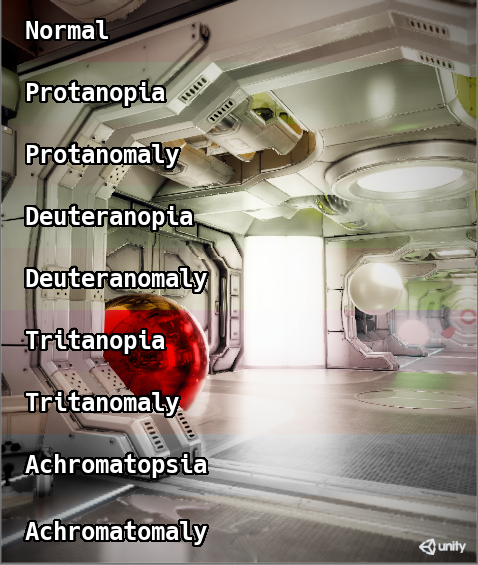 Normal
Protanopia
Protanomaly
Deuteranopia
Deuteranomaly
Tritanopia
Tritanomaly
Achromatopsia
Achromatomaly
unity